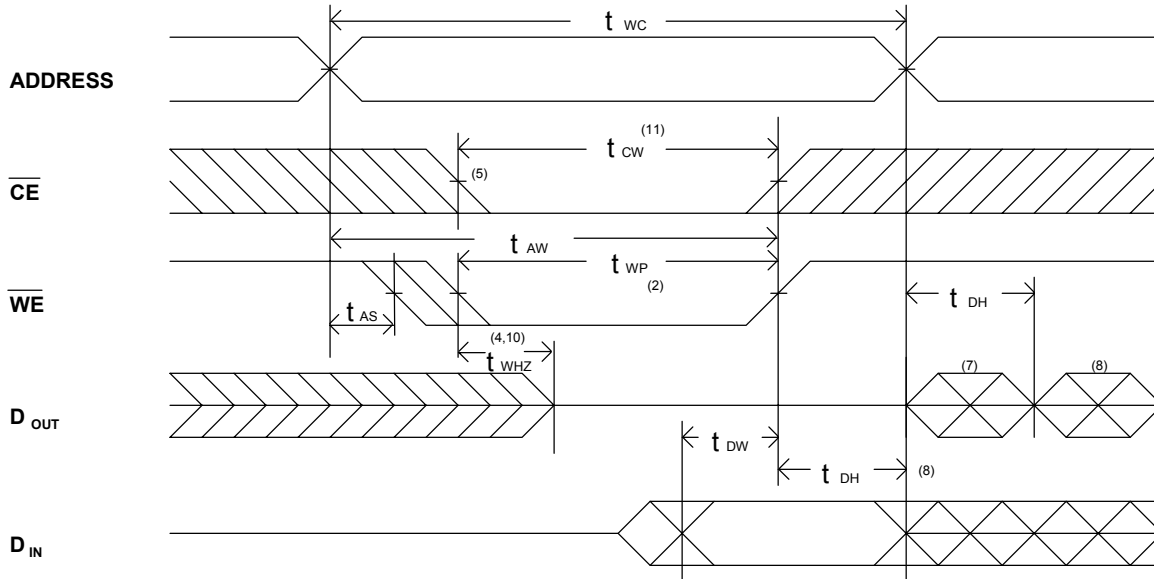 t WC
ADDRESS
t CW (11)
CE (5)
t AW
t WP (2)
WE
t DH
t AS
(4,10)
t WHZ
(7) (8)
D OUT
t DW
t DH (8)
D IN